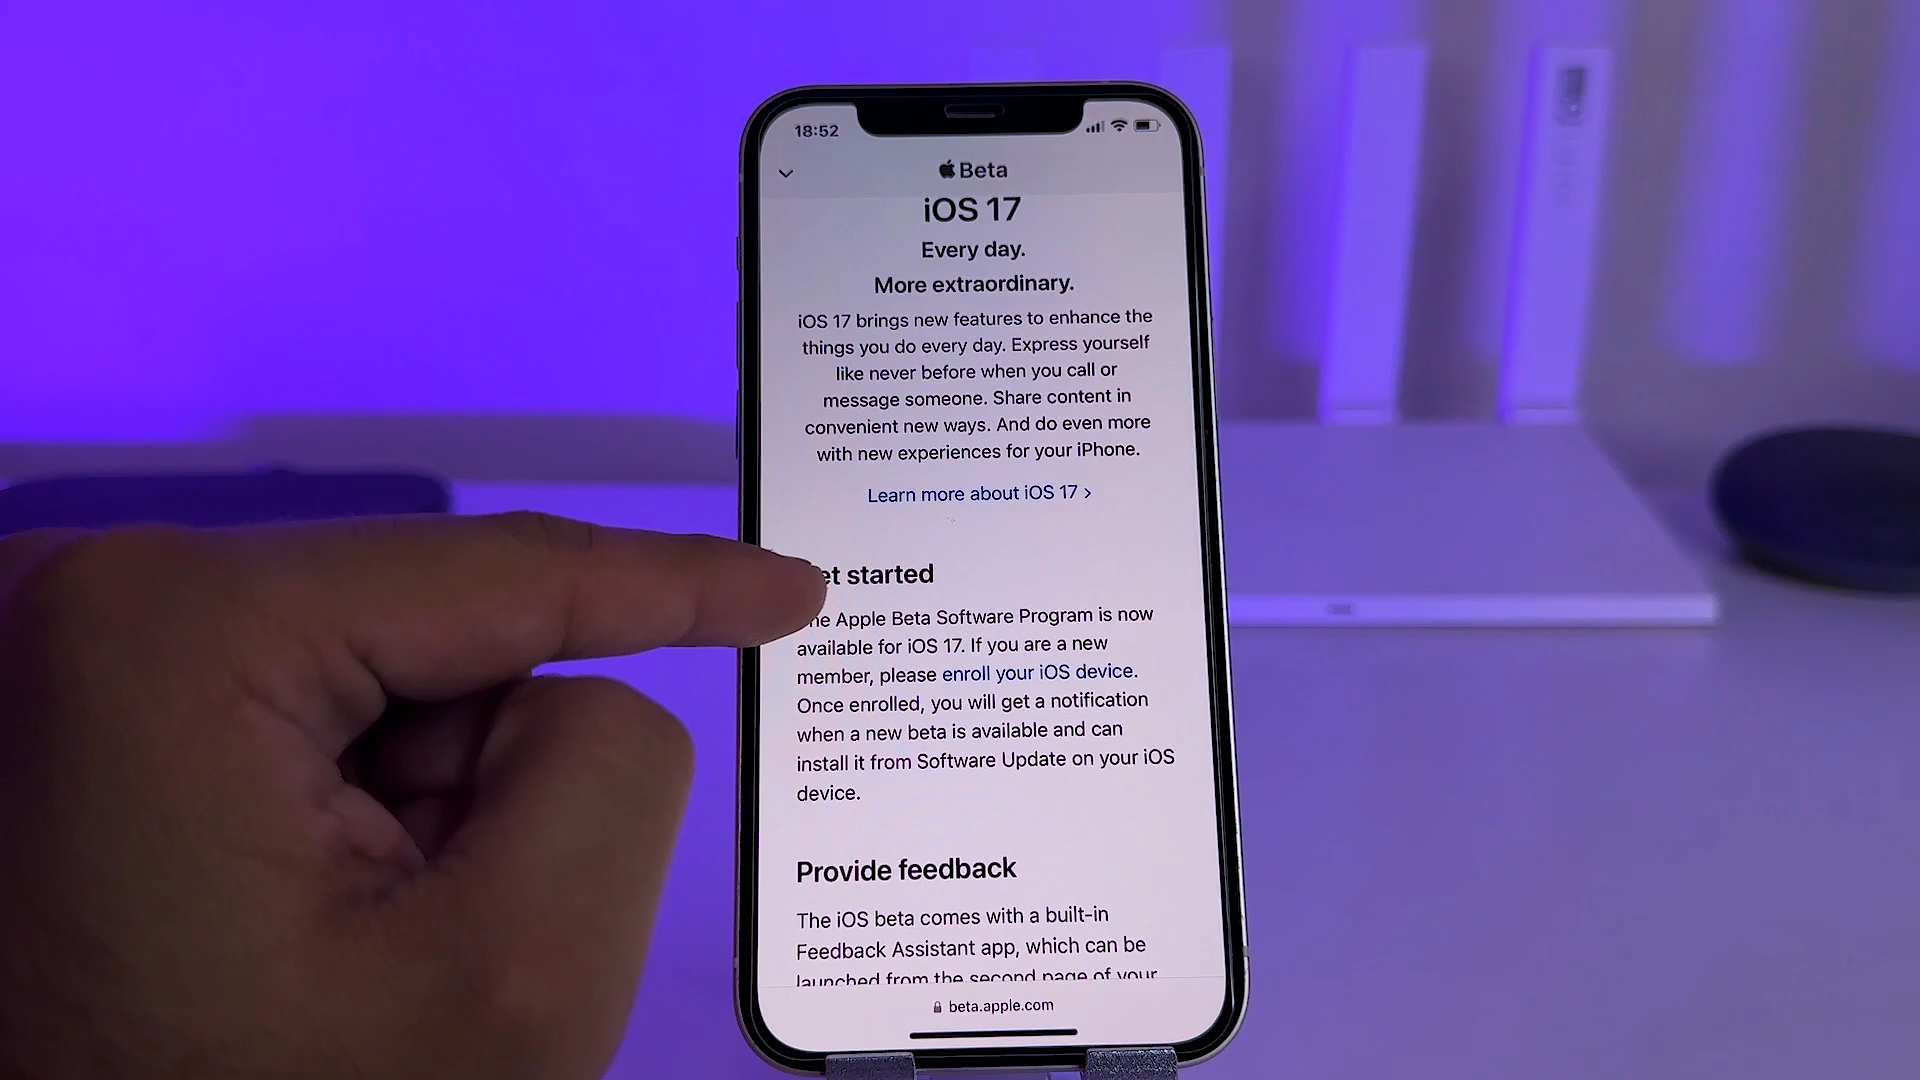 18:52
Beta
iOS 17
Every day.
More extraordinary.
iOS 17 brings new features to enhance the
things you do every day. Express yourself
like never before when you call or
message someone. Share content in
convenient new ways. And do even more
with new experiences for your iPhone.
Learn more about iOS 17 >
et started
he Apple Beta Software Program is now
available for iOS 17. If you are a new
member, please enroll your iOS device.
Once enrolled, you will get a notification
when a new beta is available and can
install it from Software Update on your iOS
device.
Provide feedback
The iOS beta comes with a built-in
Feedback Assistant app, which can be
launched from the second page of your
beta.apple.com